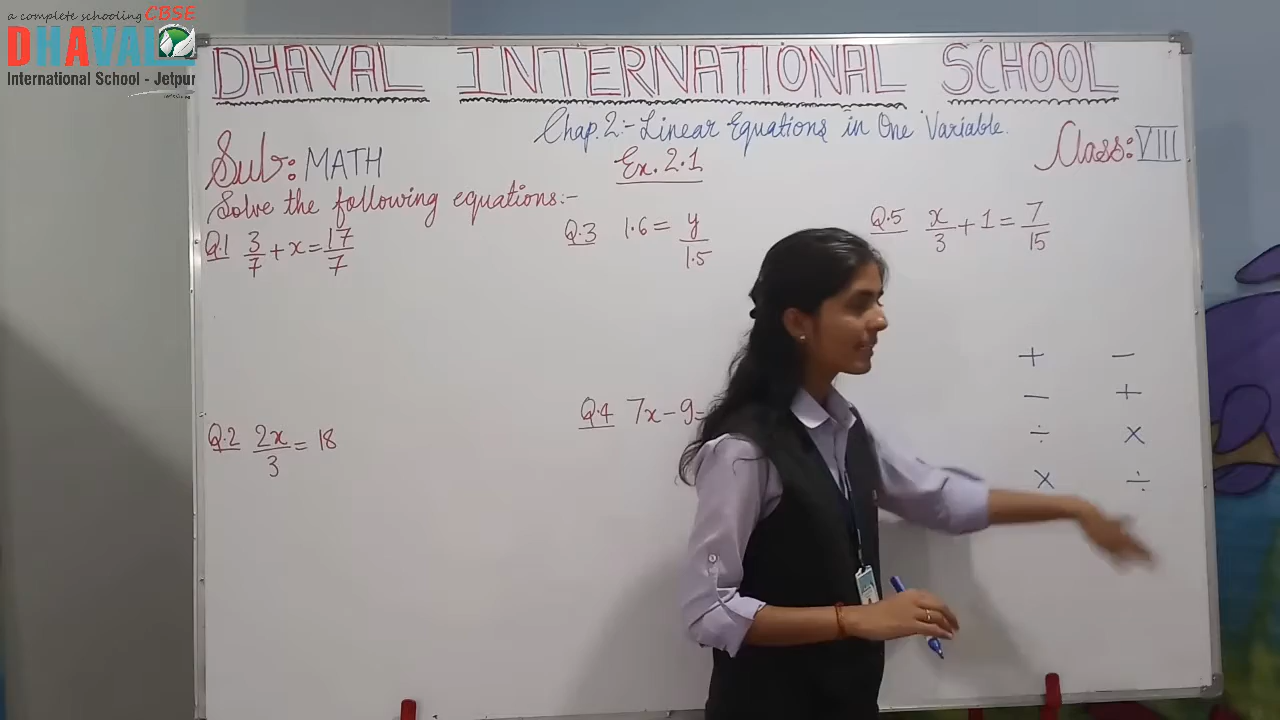 a complete schooling CBSE
DHAVAL
International School - Jetpur
DHAVAL INTERNATIONAL SCHOOL
Chap. 2:- Linear Equations in One Variable.
Sub: MATH
Class: VIII
Ex. 2.1
Solve the following equations:-
Q.1 3/7 + x = 17/7
Q.2 2x/3 = 18
Q.3 1.6 = y/1.5
Q.4 7x - 9 =
Q.5 x/3 + 1 = 7/15
+ −
− +
÷ ×
× ÷